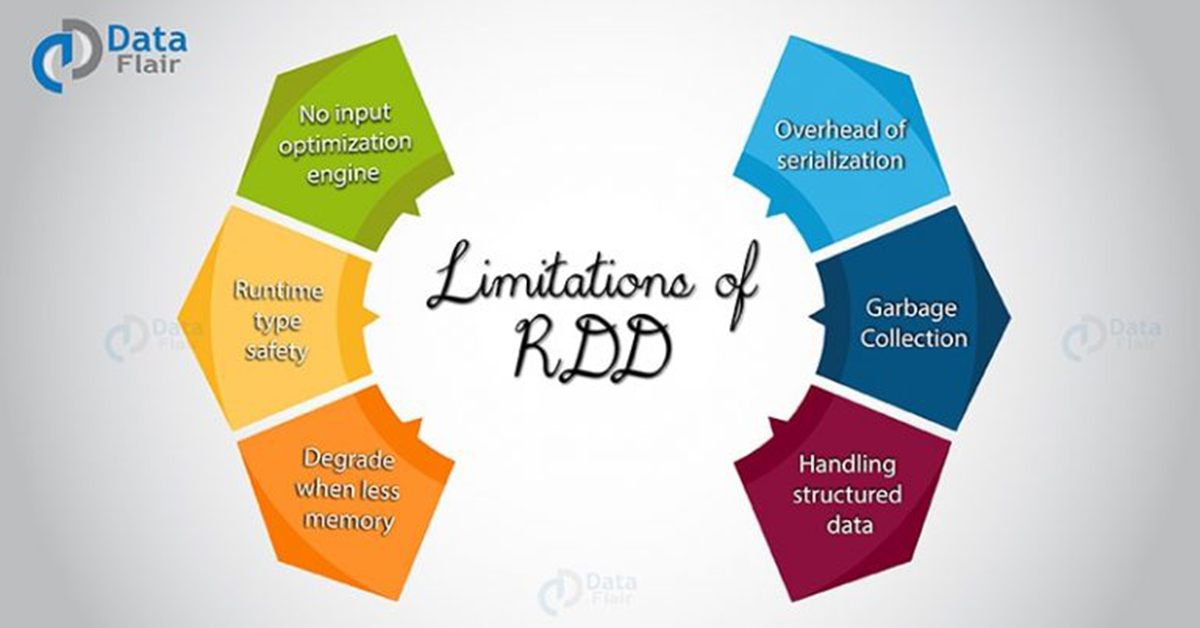 Data
Flair
No input
optimization
engine
Overhead of
serialization
Limitations of
RDD
Runtime
type
safety
Garbage
Collection
Degrade
when less
memory
Handling
structured
data
Data
Flair
Data
Flair
Data
Flair